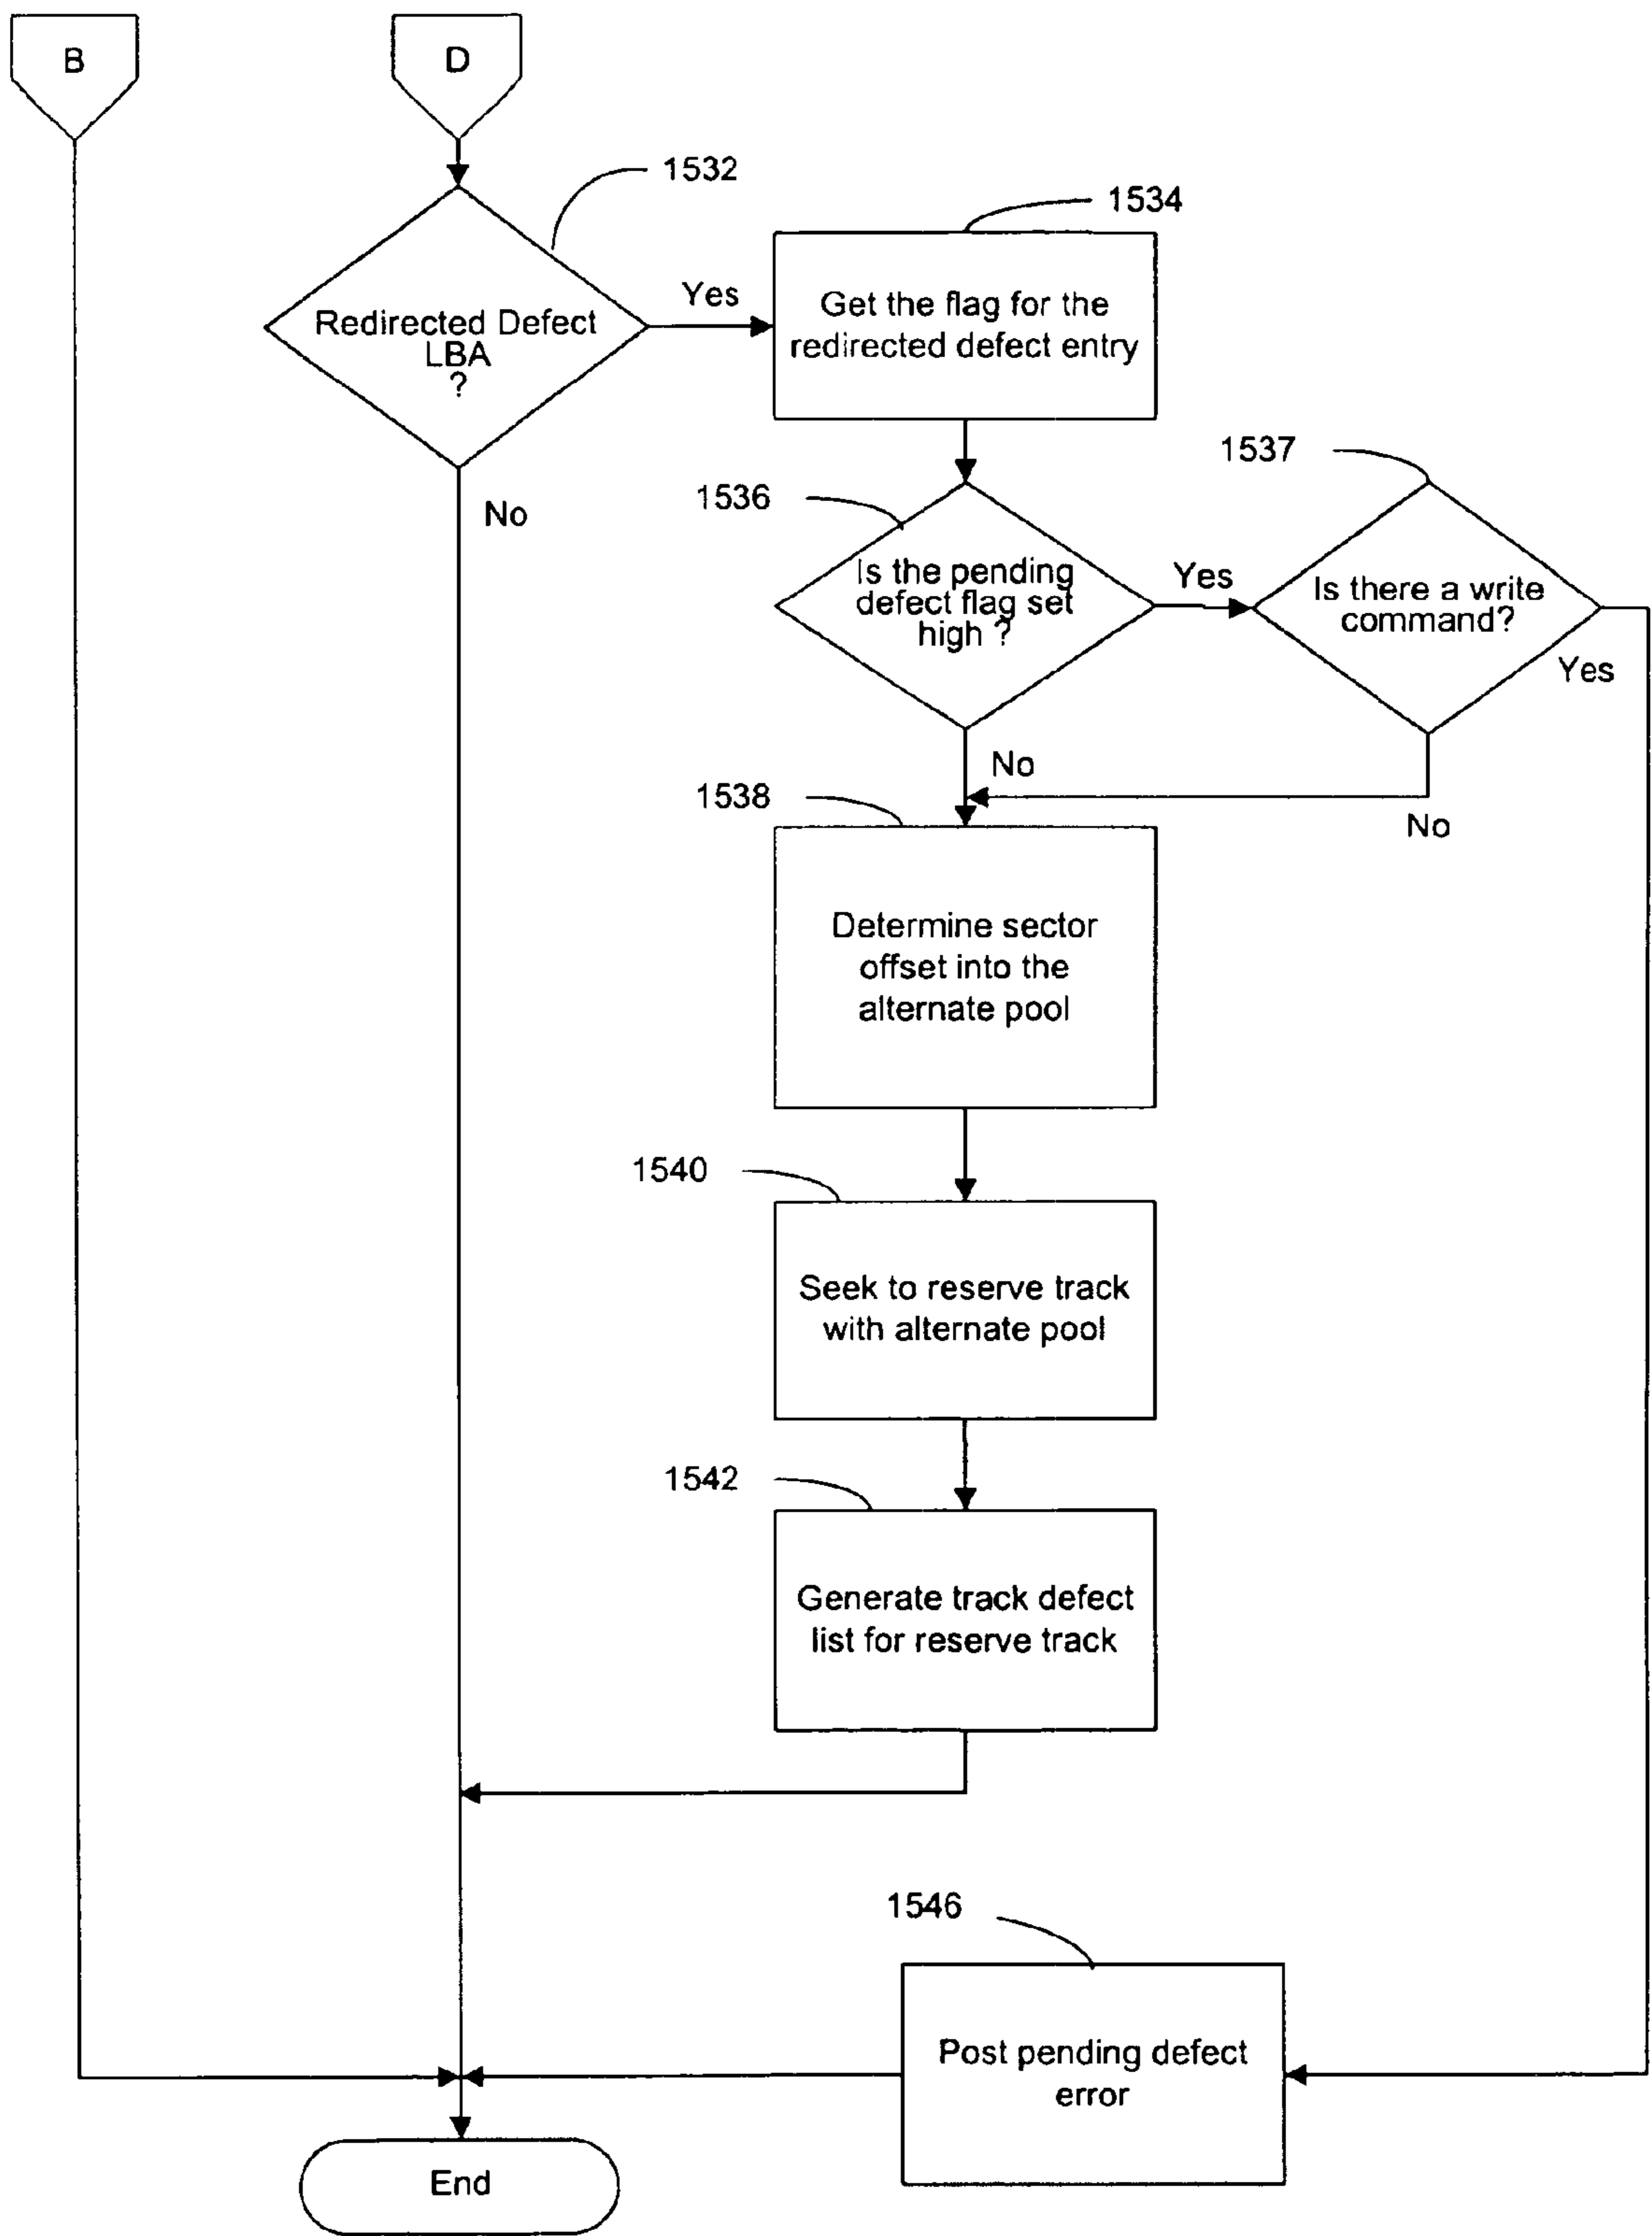 B
D
1532
1534
Redirected Defect
LBA
?
Yes
Get the flag for the
redirected defect entry
No
1536
1537
Is the pending
defect flag set
high ?
Yes
Is there a write
command?
Yes
No
No
1538
Determine sector
offset into the
alternate pool
1540
Seek to reserve track
with alternate pool
1542
Generate track defect
list for reserve track
1546
Post pending defect
error
End